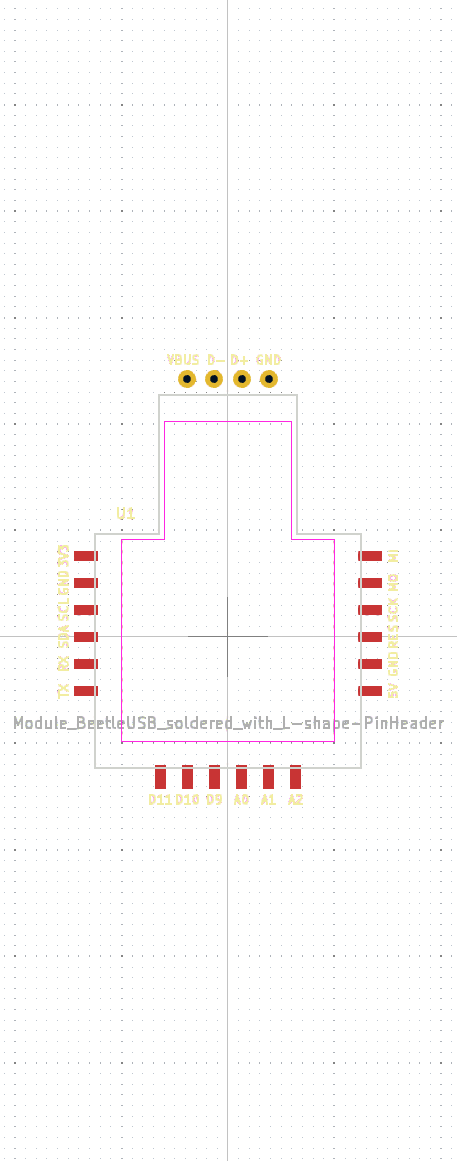 VBUS D- D+ GND
U1
3V3
GND
SCL
SDA
RX
TX
MI
MO
SCK
RES
GND
5V
Module_BeetleUSB_soldered_with_L-shape-PinHeader
D11 D10 D9 A0 A1 A2